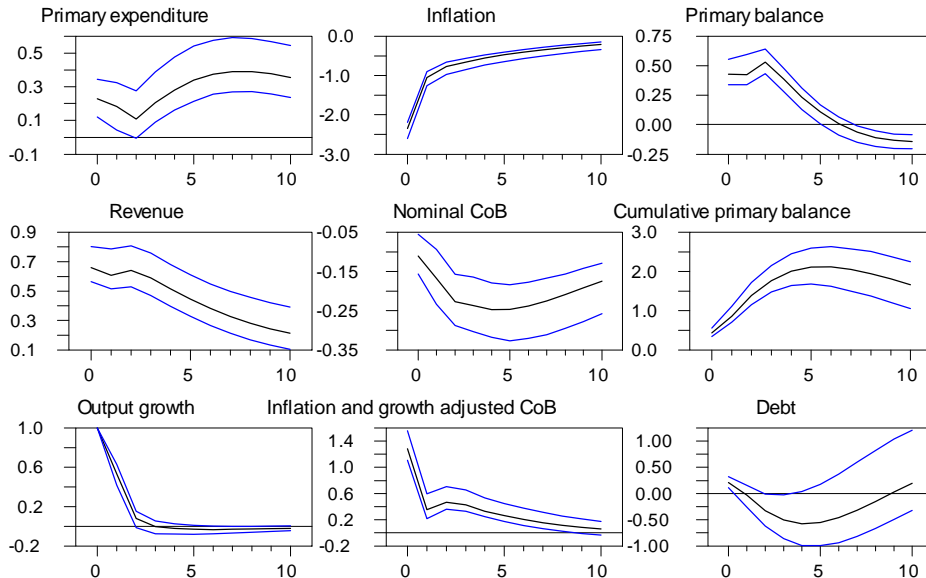 Primary expenditure
0.5
0.3
0.1
-0.1
0 5 10
Inflation
0.0
-1.0
-2.0
-3.0
0 5 10
Primary balance
0.75
0.50
0.25
0.00
-0.25
0 5 10
Revenue
0.9
0.7
0.5
0.3
0.1
0 5 10
Nominal CoB
-0.05
-0.15
-0.25
-0.35
0 5 10
Cumulative primary balance
3.0
2.0
1.0
0.0
0 5 10
Output growth
1.0
0.6
0.2
-0.2
0 5 10
Inflation and growth adjusted CoB
1.4
1.0
0.6
0.2
-0.2
0 5 10
Debt
1.00
0.50
0.00
-0.50
-1.00
0 5 10